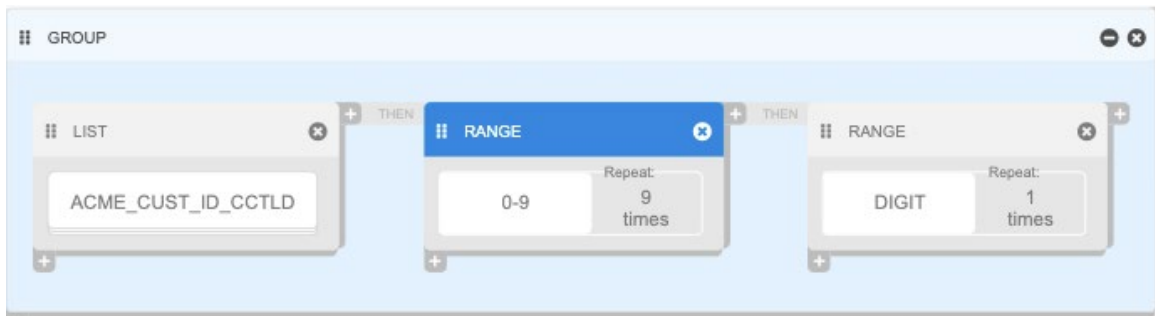 GROUP
LIST
THEN
RANGE
THEN
RANGE
ACME_CUST_ID_CCTLD
0-9
Repeat:
9
times
DIGIT
Repeat:
1
times